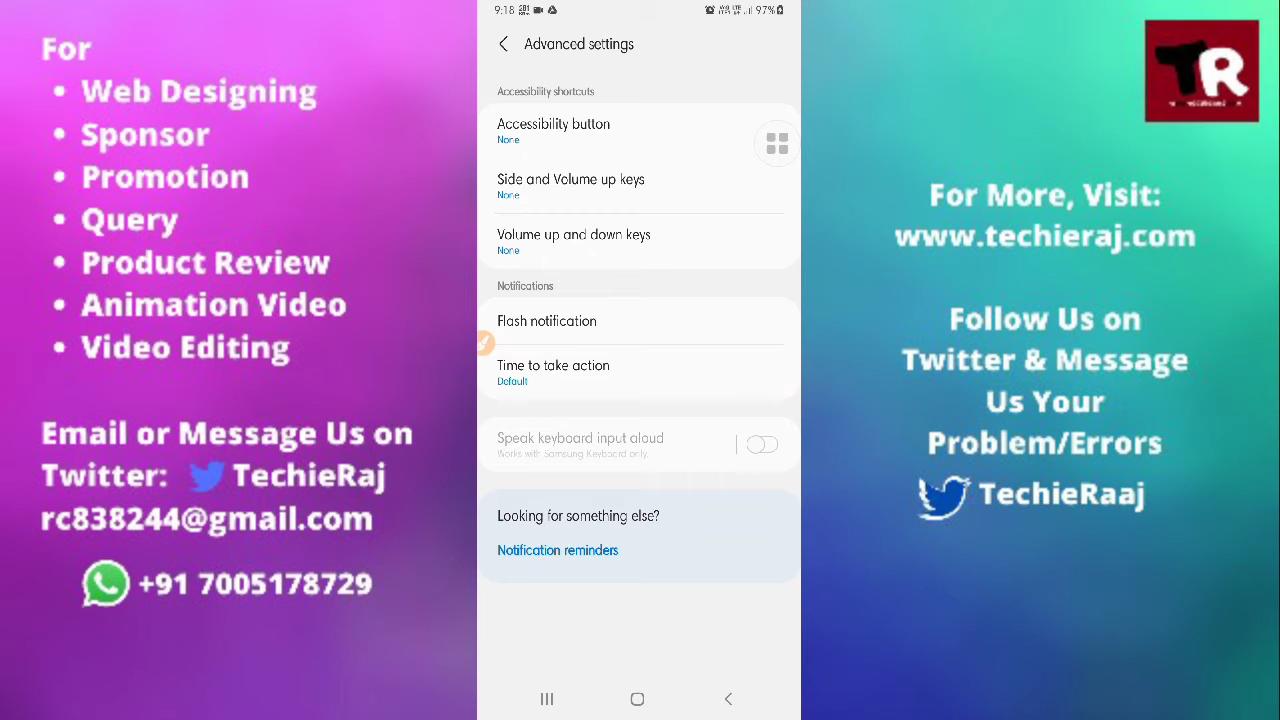 For
• Web Designing
• Sponsor
• Promotion
• Query
• Product Review
• Animation Video
• Video Editing
Email or Message Us on
Twitter: TechieRaj
rc838244@gmail.com
+91 7005178729
9:18
97%
Advanced settings
Accessibility shortcuts
Accessibility button
None
Side and Volume up keys
None
Volume up and down keys
None
Notifications
Flash notification
Time to take action
Default
Speak keyboard input aloud
Works with Samsung Keyboard only.
Looking for something else?
Notification reminders
TR
For More, Visit:
www.techieraj.com
Follow Us on
Twitter & Message
Us Your
Problem/Errors
TechieRaaj